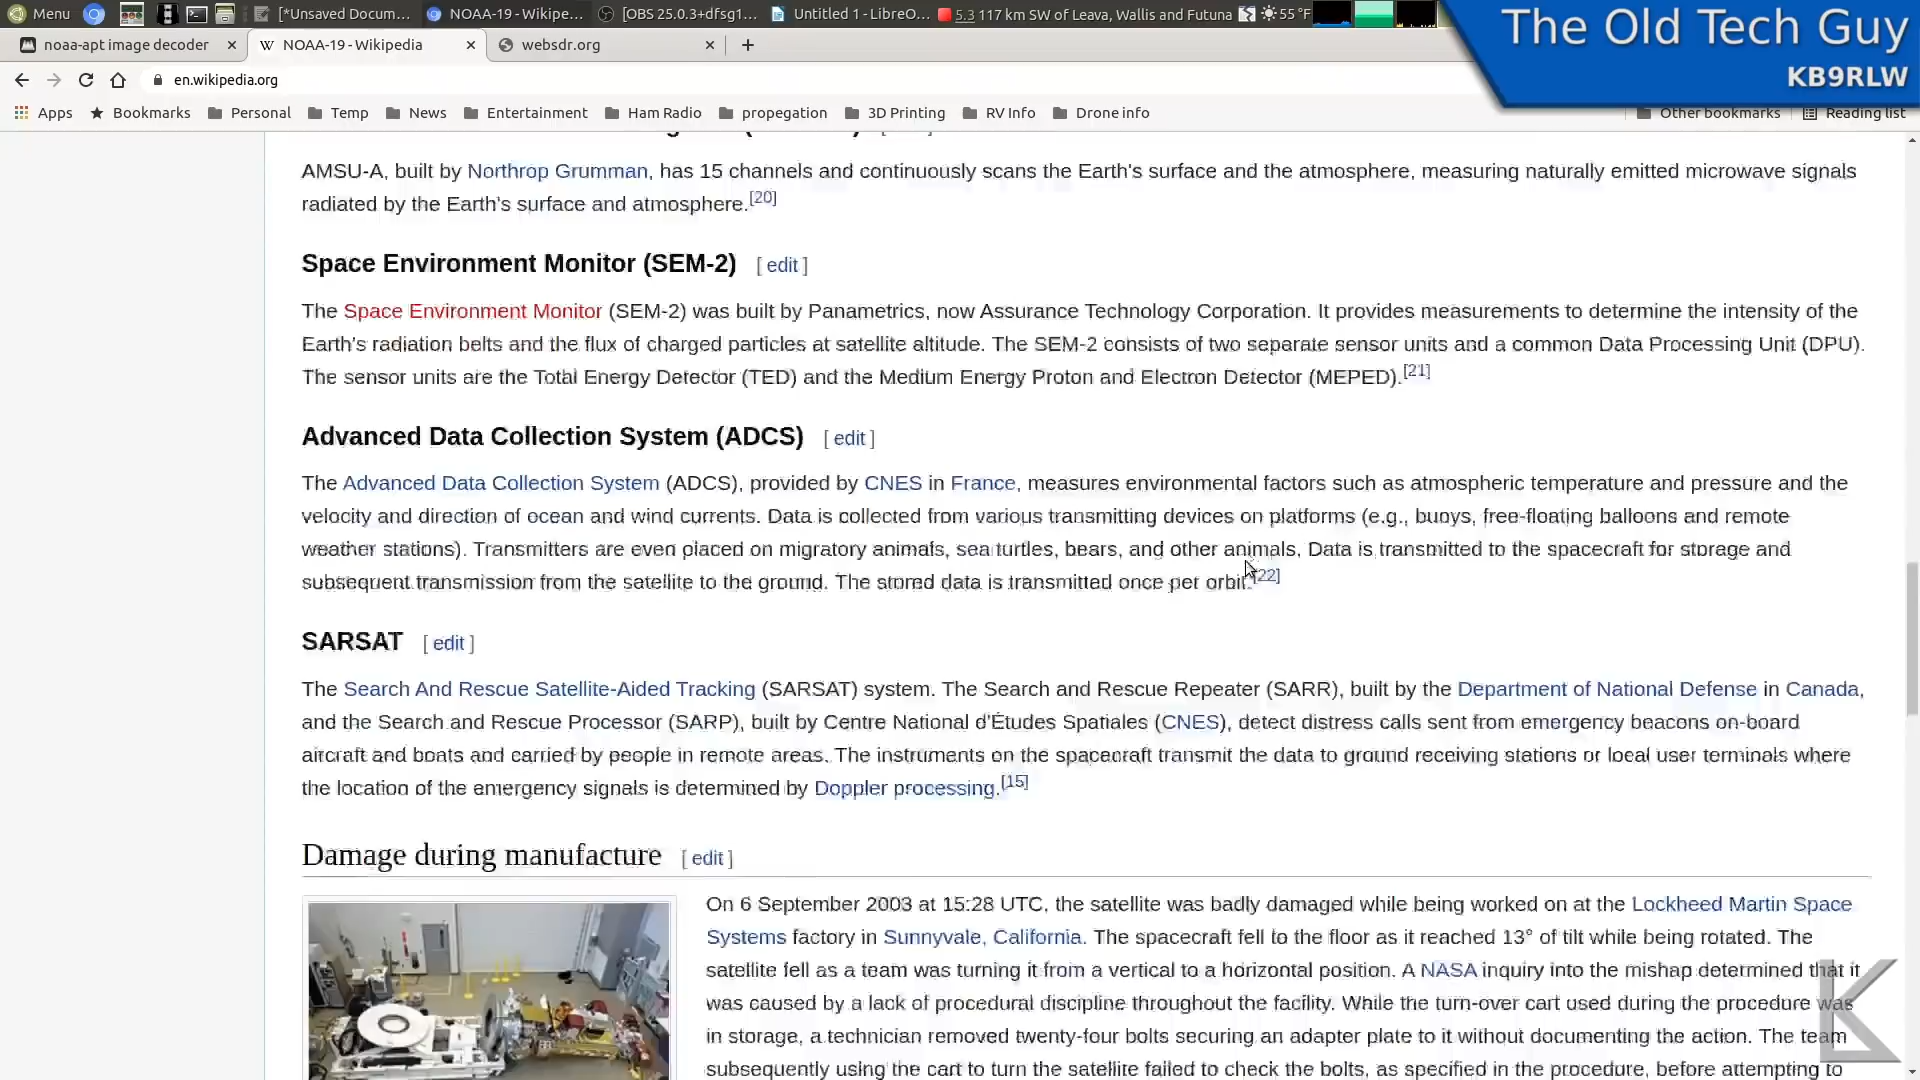 Menu [*Unsaved Docum... NOAA-19 - Wikipe... [OBS 25.0.3+dfsg1... Untitled 1 - LibreO... 5.3 117 km SW of Leava, Wallis and Futuna 55 °F
The Old Tech Guy
KB9RLW
noaa-apt image decoder × W NOAA-19 - Wikipedia × websdr.org × +
en.wikipedia.org
Apps Bookmarks Personal Temp News Entertainment Ham Radio propegation 3D Printing RV Info Drone info Other bookmarks Reading list
AMSU-A, built by Northrop Grumman, has 15 channels and continuously scans the Earth's surface and the atmosphere, measuring naturally emitted microwave signals
radiated by the Earth's surface and atmosphere.[20]
Space Environment Monitor (SEM-2) [ edit ]
The Space Environment Monitor (SEM-2) was built by Panametrics, now Assurance Technology Corporation. It provides measurements to determine the intensity of the
Earth's radiation belts and the flux of charged particles at satellite altitude. The SEM-2 consists of two separate sensor units and a common Data Processing Unit (DPU).
The sensor units are the Total Energy Detector (TED) and the Medium Energy Proton and Electron Detector (MEPED).[21]
Advanced Data Collection System (ADCS) [ edit ]
The Advanced Data Collection System (ADCS), provided by CNES in France, measures environmental factors such as atmospheric temperature and pressure and the
velocity and direction of ocean and wind currents. Data is collected from various transmitting devices on platforms (e.g., buoys, free-floating balloons and remote
weather stations). Transmitters are even placed on migratory animals, sea turtles, bears, and other animals. Data is transmitted to the spacecraft for storage and
subsequent transmission from the satellite to the ground. The stored data is transmitted once per orbit.[22]
SARSAT [ edit ]
The Search And Rescue Satellite-Aided Tracking (SARSAT) system. The Search and Rescue Repeater (SARR), built by the Department of National Defense in Canada,
and the Search and Rescue Processor (SARP), built by Centre National d'Études Spatiales (CNES), detect distress calls sent from emergency beacons on-board
aircraft and boats and carried by people in remote areas. The instruments on the spacecraft transmit the data to ground receiving stations or local user terminals where
the location of the emergency signals is determined by Doppler processing.[15]
Damage during manufacture [ edit ]
On 6 September 2003 at 15:28 UTC, the satellite was badly damaged while being worked on at the Lockheed Martin Space
Systems factory in Sunnyvale, California. The spacecraft fell to the floor as it reached 13° of tilt while being rotated. The
satellite fell as a team was turning it from a vertical to a horizontal position. A NASA inquiry into the mishap determined that it
was caused by a lack of procedural discipline throughout the facility. While the turn-over cart used during the procedure was
in storage, a technician removed twenty-four bolts securing an adapter plate to it without documenting the action. The team
subsequently using the cart to turn the satellite failed to check the bolts, as specified in the procedure, before attempting to
K